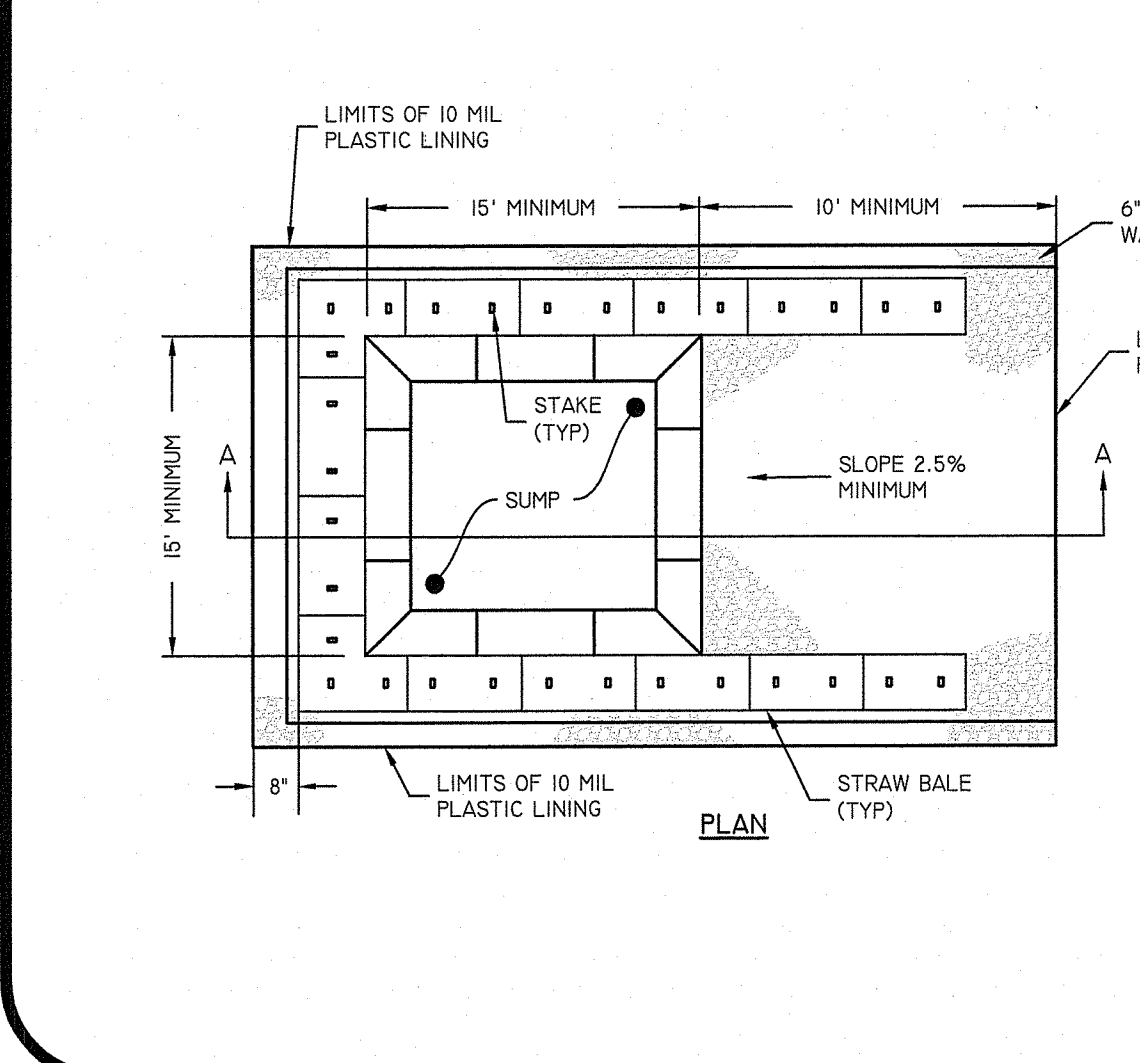 LIMITS OF 10 MIL
PLASTIC LINING
15' MINIMUM
10' MINIMUM
6"
STAKE
(TYP)
15' MINIMUM
A
A
SLOPE 2.5%
MINIMUM
SUMP
8"
LIMITS OF 10 MIL
PLASTIC LINING
STRAW BALE
(TYP)
PLAN